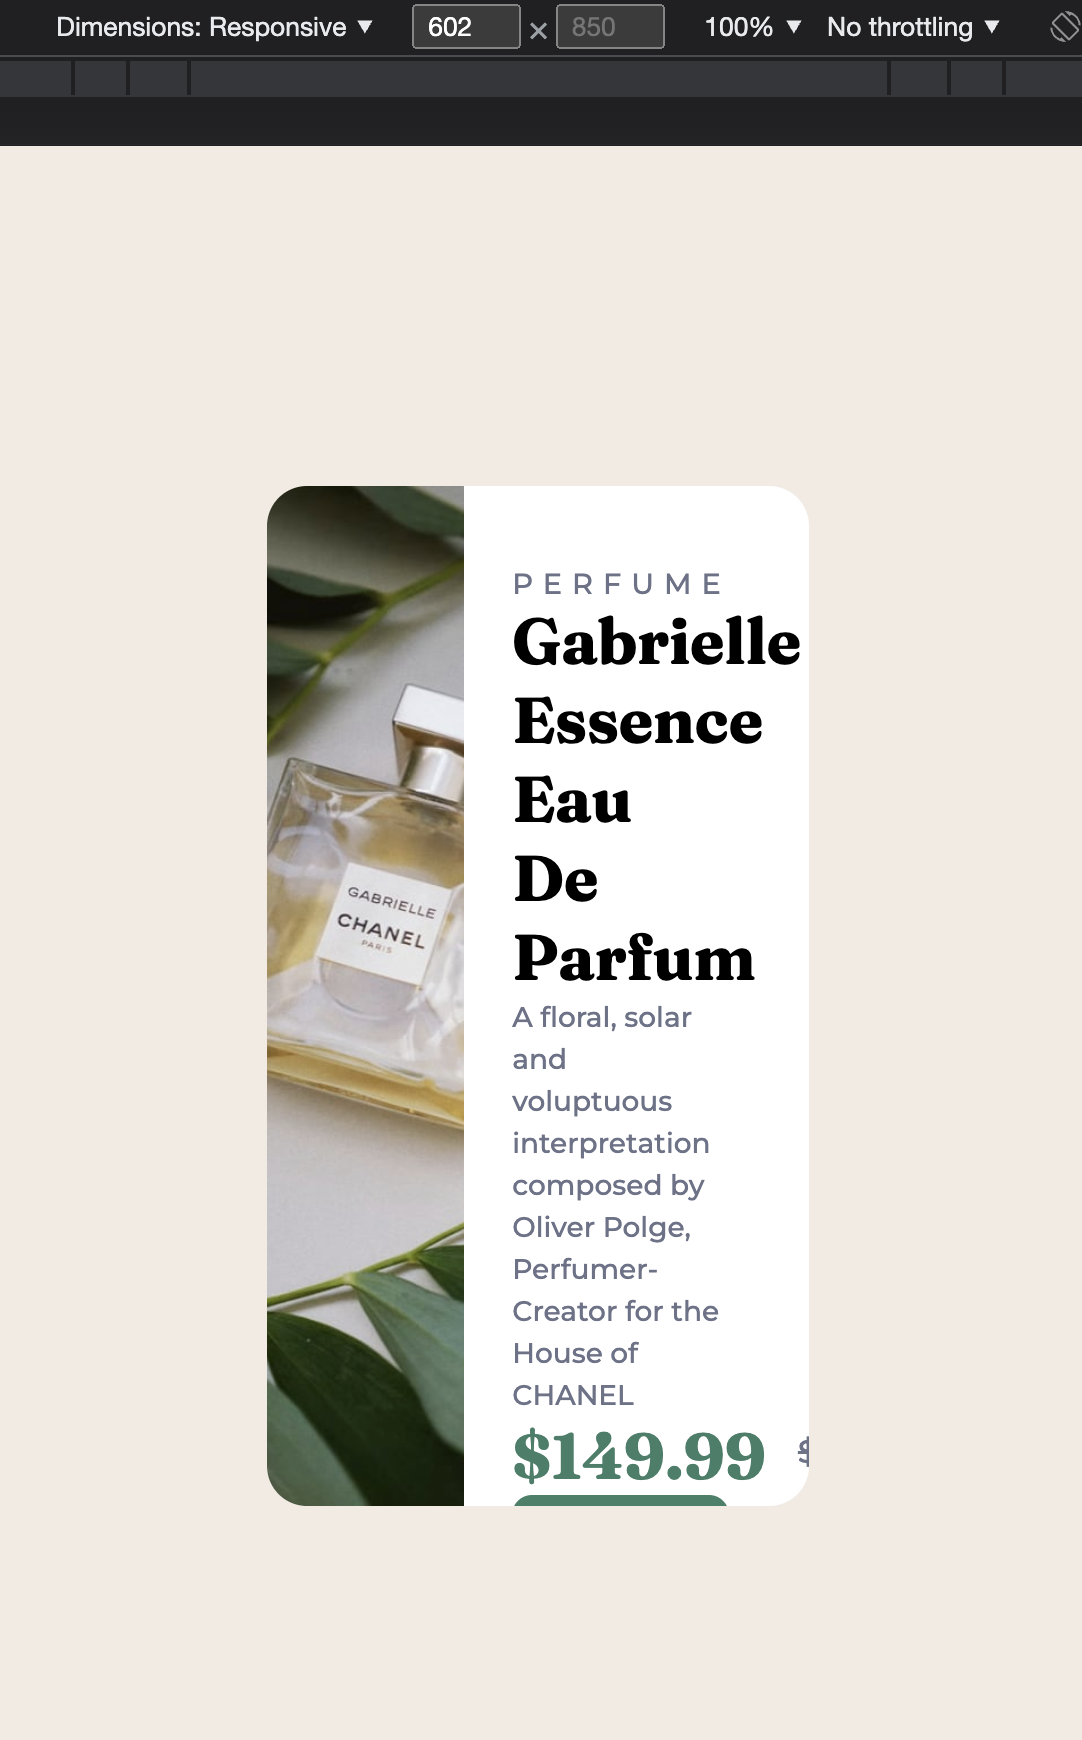 Dimensions: Responsive ▼ 602 × 850 100% ▼ No throttling ▼
PERFUME
Gabrielle
Essence
Eau
De
Parfum
A floral, solar
and
voluptuous
interpretation
composed by
Oliver Polge,
Perfumer-
Creator for the
House of
CHANEL
$149.99 $
GABRIELLE
CHANEL
PARIS